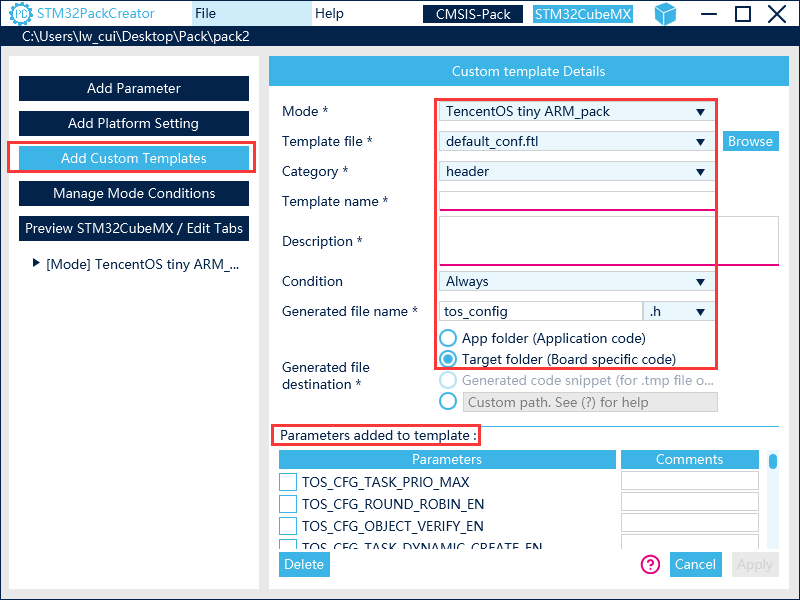 STM32PackCreator File Help CMSIS-Pack STM32CubeMX
C:\Users\lw_cui\Desktop\Pack\pack2
Add Parameter
Add Platform Setting
Add Custom Templates
Manage Mode Conditions
Preview STM32CubeMX / Edit Tabs
[Mode] TencentOS tiny ARM_...
Custom template Details
Mode * TencentOS tiny ARM_pack
Template file * default_conf.ftl Browse
Category * header
Template name *
Description *
Condition Always
Generated file name * tos_config .h
Generated file
destination *
App folder (Application code)
Target folder (Board specific code)
Generated code snippet (for .tmp file o...
Custom path. See (?) for help
Parameters added to template :
Parameters Comments
TOS_CFG_TASK_PRIO_MAX
TOS_CFG_ROUND_ROBIN_EN
TOS_CFG_OBJECT_VERIFY_EN
TOS_CFG_TASK_DYNAMIC_CREATE_EN
Delete ? Cancel Apply